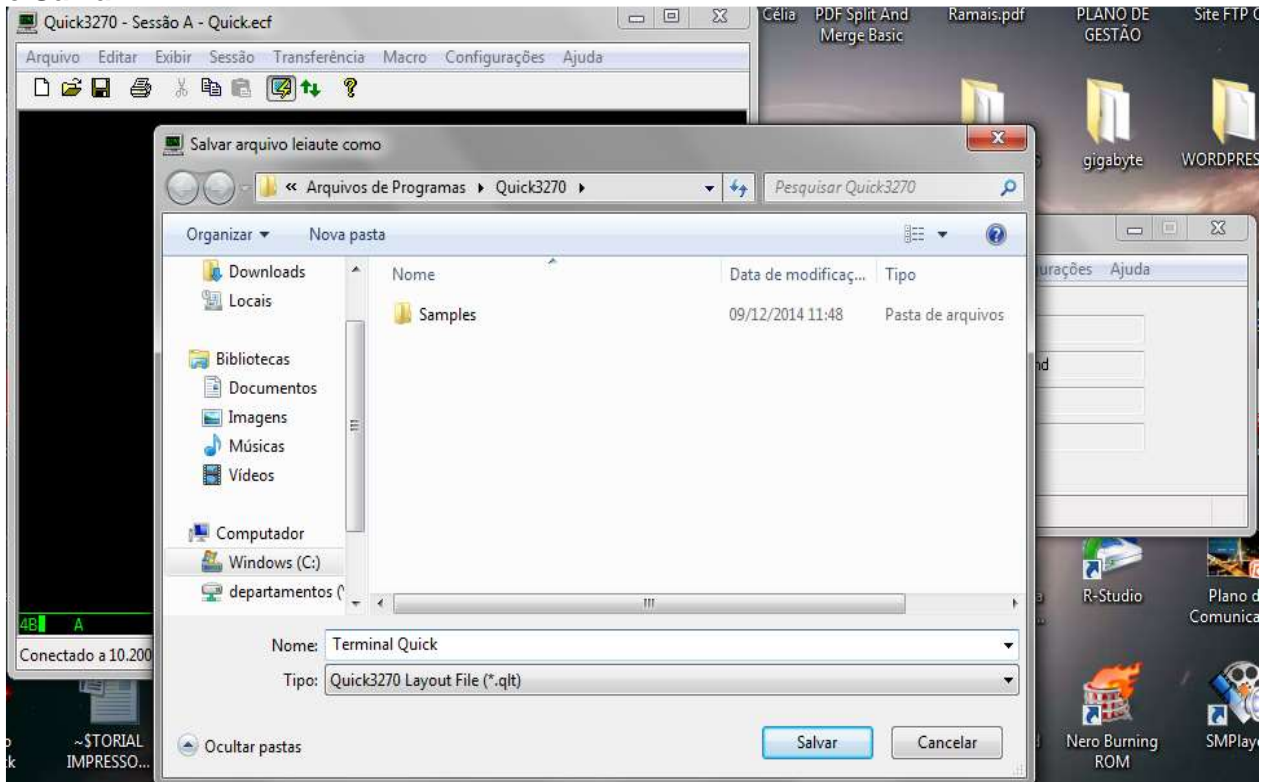 Quick3270 - Sessão A - Quick.ecf
Arquivo Editar Exibir Sessão Transferência Macro Configurações Ajuda
Célia
PDF Split And
Merge Basic
Ramais.pdf
PLANO DE
GESTÃO
Site FTP
Salvar arquivo leiaute como
« Arquivos de Programas Quick3270
Pesquisar Quick3270
gigabyte
WORDPRES
Organizar Nova pasta
Ajuda
Nome Data de modificaç... Tipo
Downloads
Locais
Samples 09/12/2014 11:48 Pasta de arquivos
Bibliotecas
Documentos
Imagens
Músicas
Vídeos
Computador
Windows (C:)
departamentos (
4B A
Conectado a 10.200
Nome: Terminal Quick
Tipo: Quick3270 Layout File (*.qlt)
Ocultar pastas
Salvar Cancelar
R-Studio
Plano d
Comunica
~$TORIAL
IMPRESSO...
Nero Burning
ROM
SMPlay